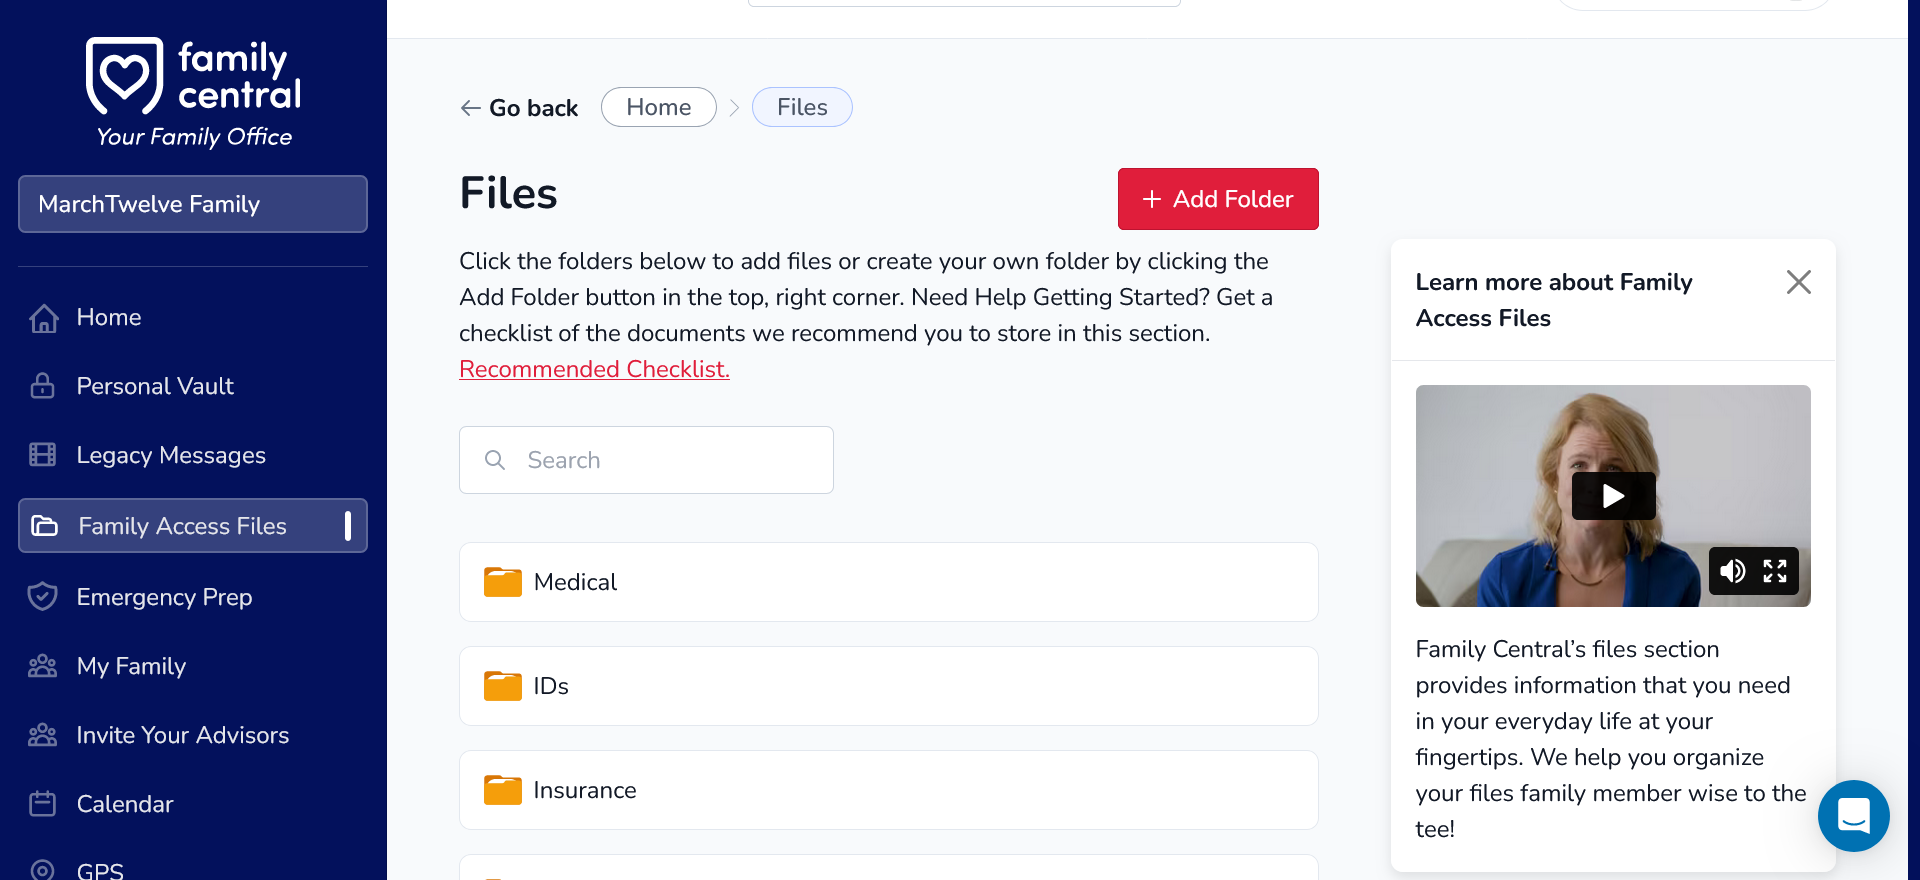 family
central
Your Family Office
MarchTwelve Family
Home
Personal Vault
Legacy Messages
Family Access Files
Emergency Prep
My Family
Invite Your Advisors
Calendar
GPS
Go back
Home
Files
Files
Add Folder
Click the folders below to add files or create your own folder by clicking the
Add Folder button in the top, right corner. Need Help Getting Started? Get a
checklist of the documents we recommend you to store in this section.
Recommended Checklist.
Search
Medical
IDs
Insurance
Learn more about Family
Access Files
Family Central’s files section
provides information that you need
in your everyday life at your
fingertips. We help you organize
your files family member wise to the
tee!